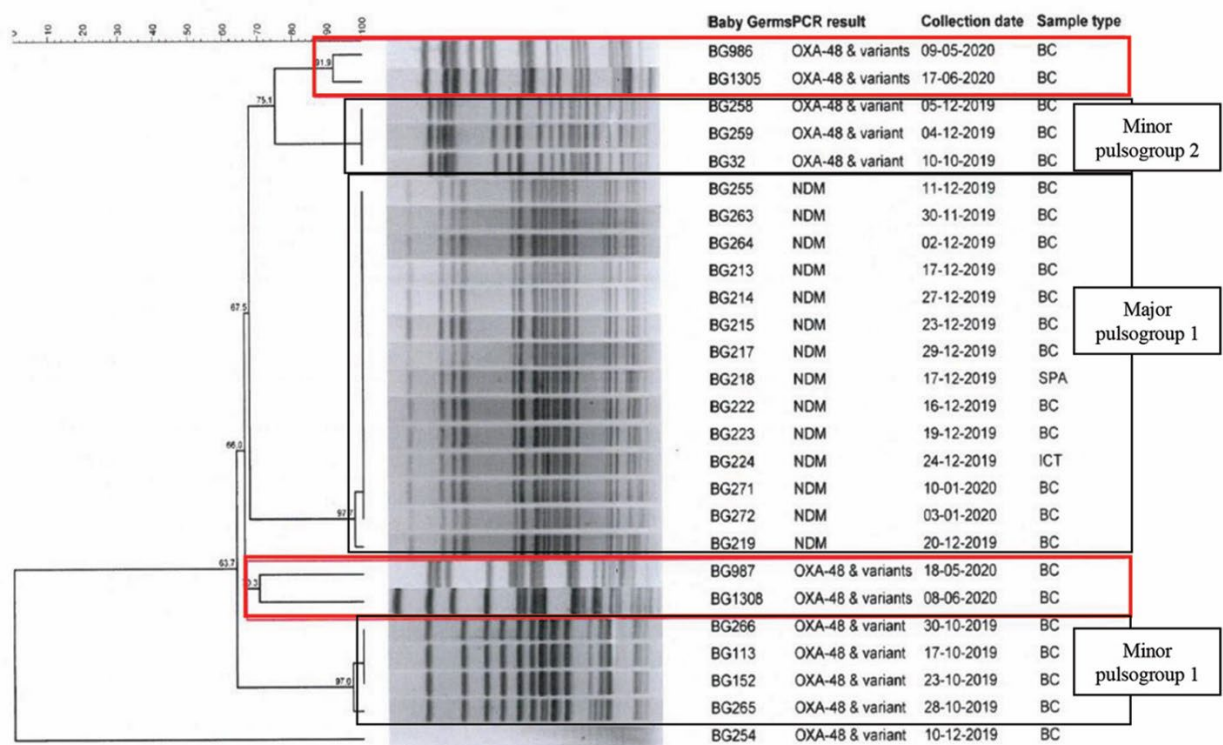 0 10 20 30 40 50 60 70 80 90 100
Baby Germs PCR result Collection date Sample type
91.9 BG986 OXA-48 & variants 09-05-2020 BC
BG1305 OXA-48 & variants 17-06-2020 BC
75.1 BG258 OXA-48 & variant 05-12-2019 BC
BG259 OXA-48 & variant 04-12-2019 BC
BG32 OXA-48 & variant 10-10-2019 BC
Minor
pulsogroup 2
BG255 NDM 11-12-2019 BC
BG263 NDM 30-11-2019 BC
BG264 NDM 02-12-2019 BC
BG213 NDM 17-12-2019 BC
BG214 NDM 27-12-2019 BC
67.5 BG215 NDM 23-12-2019 BC
BG217 NDM 29-12-2019 BC
BG218 NDM 17-12-2019 SPA
BG222 NDM 16-12-2019 BC
BG223 NDM 19-12-2019 BC
66.0 BG224 NDM 24-12-2019 ICT
BG271 NDM 10-01-2020 BC
97.7 BG272 NDM 03-01-2020 BC
BG219 NDM 20-12-2019 BC
Major
pulsogroup 1
63.7 BG987 OXA-48 & variants 18-05-2020 BC
BG1308 OXA-48 & variants 08-06-2020 BC
BG266 OXA-48 & variant 30-10-2019 BC
BG113 OXA-48 & variant 17-10-2019 BC
97.0 BG152 OXA-48 & variant 23-10-2019 BC
BG265 OXA-48 & variant 28-10-2019 BC
Minor
pulsogroup 1
BG254 OXA-48 & variant 10-12-2019 BC